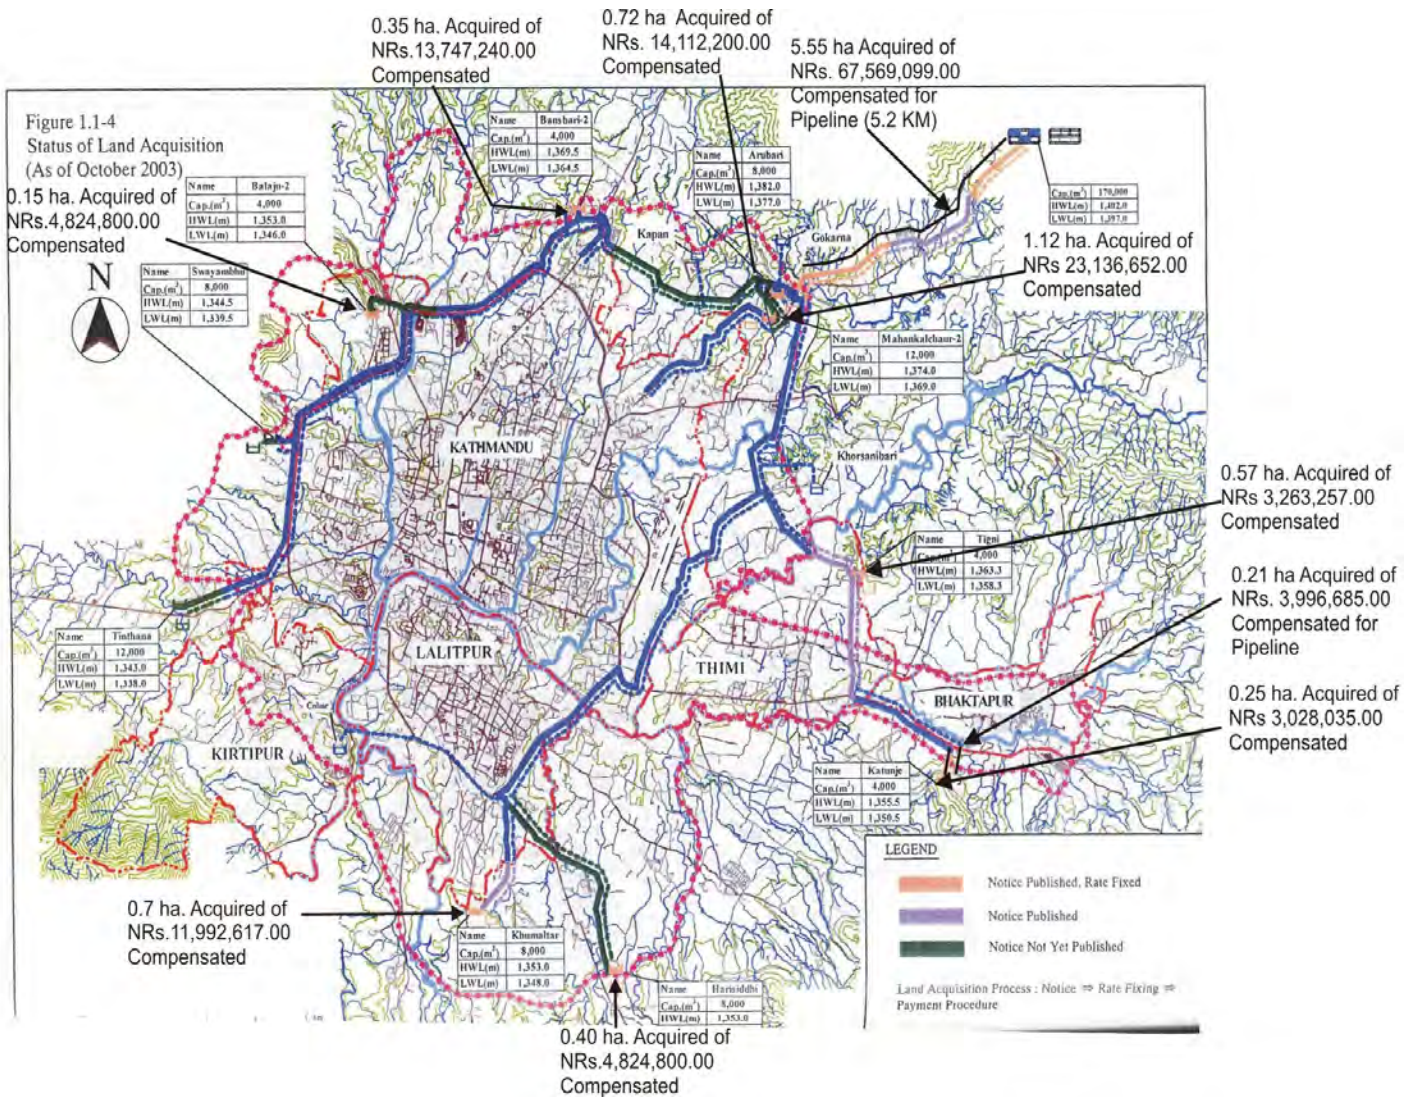 0.35 ha. Acquired of
NRs.13,747,240.00
Compensated
0.72 ha Acquired of
NRs. 14,112,200.00
Compensated
5.55 ha Acquired of
NRs. 67,569,099.00
Compensated for
Pipeline (5.2 KM)
Figure 1.1-4
Status of Land Acquisition
(As of October 2003)
0.15 ha. Acquired of
NRs.4,824,800.00
Compensated
Name Balaju-2
Cap.(m³) 4,000
HWL(m) 1,353.0
LWL(m) 1,346.0
Name Bansbari-2
Cap.(m³) 4,000
HWL(m) 1,369.5
LWL(m) 1,364.5
Name Arubari
Cap.(m³) 8,000
HWL(m) 1,382.0
LWL(m) 1,377.0
Cap.(m³) 170,000
HWL(m) 1,402.0
LWL(m) 1,397.0
Kapan
Gokarna
1.12 ha. Acquired of
NRs 23,136,652.00
Compensated
N
Name Swayambhu
Cap.(m³) 8,000
HWL(m) 1,344.5
LWL(m) 1,339.5
Name Mahankalchaur-2
Cap.(m³) 12,000
HWL(m) 1,374.0
LWL(m) 1,369.0
KATHMANDU
Khorsanibari
0.57 ha. Acquired of
NRs 3,263,257.00
Compensated
Name Tigni
Cap.(m³) 4,000
HWL(m) 1,363.3
LWL(m) 1,358.3
0.21 ha Acquired of
NRs. 3,996,685.00
Compensated for
Pipeline
Name Tinthana
Cap.(m³) 12,000
HWL(m) 1,343.0
LWL(m) 1,338.0
LALITPUR
THIMI
BHAKTAPUR
0.25 ha. Acquired of
NRs 3,028,035.00
Compensated
KIRTIPUR
Name Katunje
Cap.(m³) 4,000
HWL(m) 1,355.5
LWL(m) 1,350.5
LEGEND
Notice Published, Rate Fixed
Notice Published
Notice Not Yet Published
Land Acquisition Process : Notice ⇒ Rate Fixing ⇒
Payment Procedure
0.7 ha. Acquired of
NRs.11,992,617.00
Compensated
Name Khumaltar
Cap.(m³) 8,000
HWL(m) 1,353.0
LWL(m) 1,348.0
Name Harisiddhi
Cap.(m³) 8,000
HWL(m) 1,353.0
0.40 ha. Acquired of
NRs.4,824,800.00
Compensated